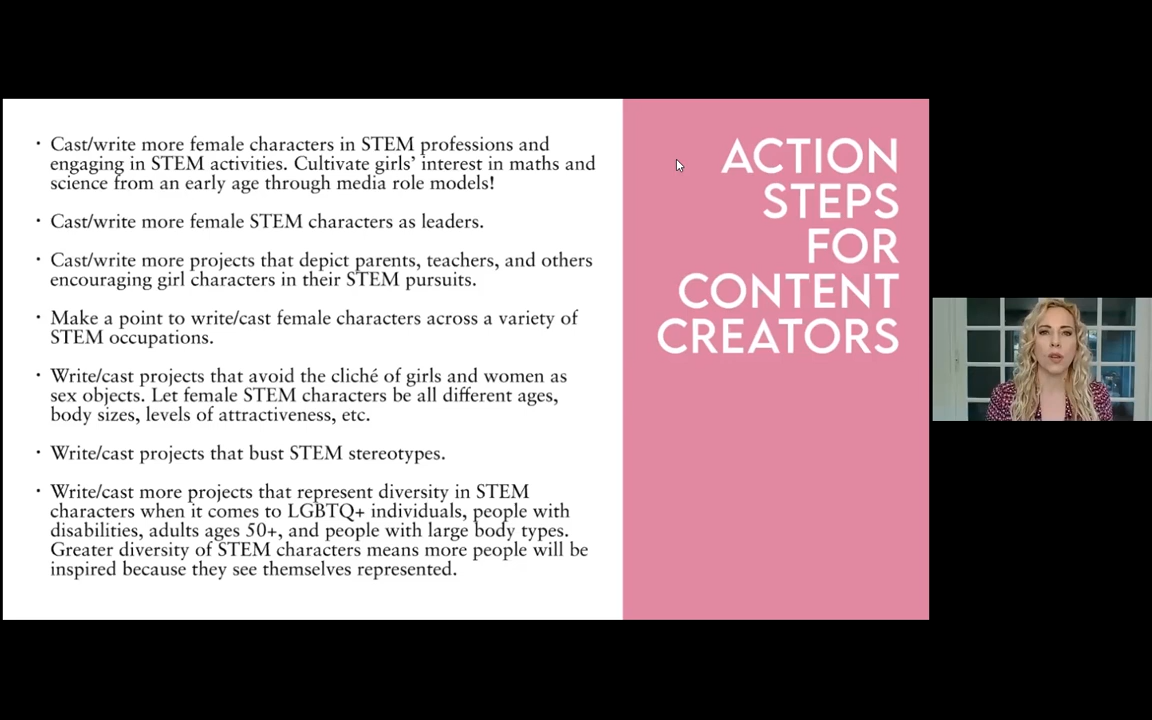 · Cast/write more female characters in STEM professions and
engaging in STEM activities. Cultivate girls’ interest in maths and
science from an early age through media role models!
· Cast/write more female STEM characters as leaders.
· Cast/write more projects that depict parents, teachers, and others
encouraging girl characters in their STEM pursuits.
· Make a point to write/cast female characters across a variety of
STEM occupations.
· Write/cast projects that avoid the cliché of girls and women as
sex objects. Let female STEM characters be all different ages,
body sizes, levels of attractiveness, etc.
· Write/cast projects that bust STEM stereotypes.
· Write/cast more projects that represent diversity in STEM
characters when it comes to LGBTQ+ individuals, people with
disabilities, adults ages 50+, and people with large body types.
Greater diversity of STEM characters means more people will be
inspired because they see themselves represented.
ACTION
STEPS
FOR
CONTENT
CREATORS